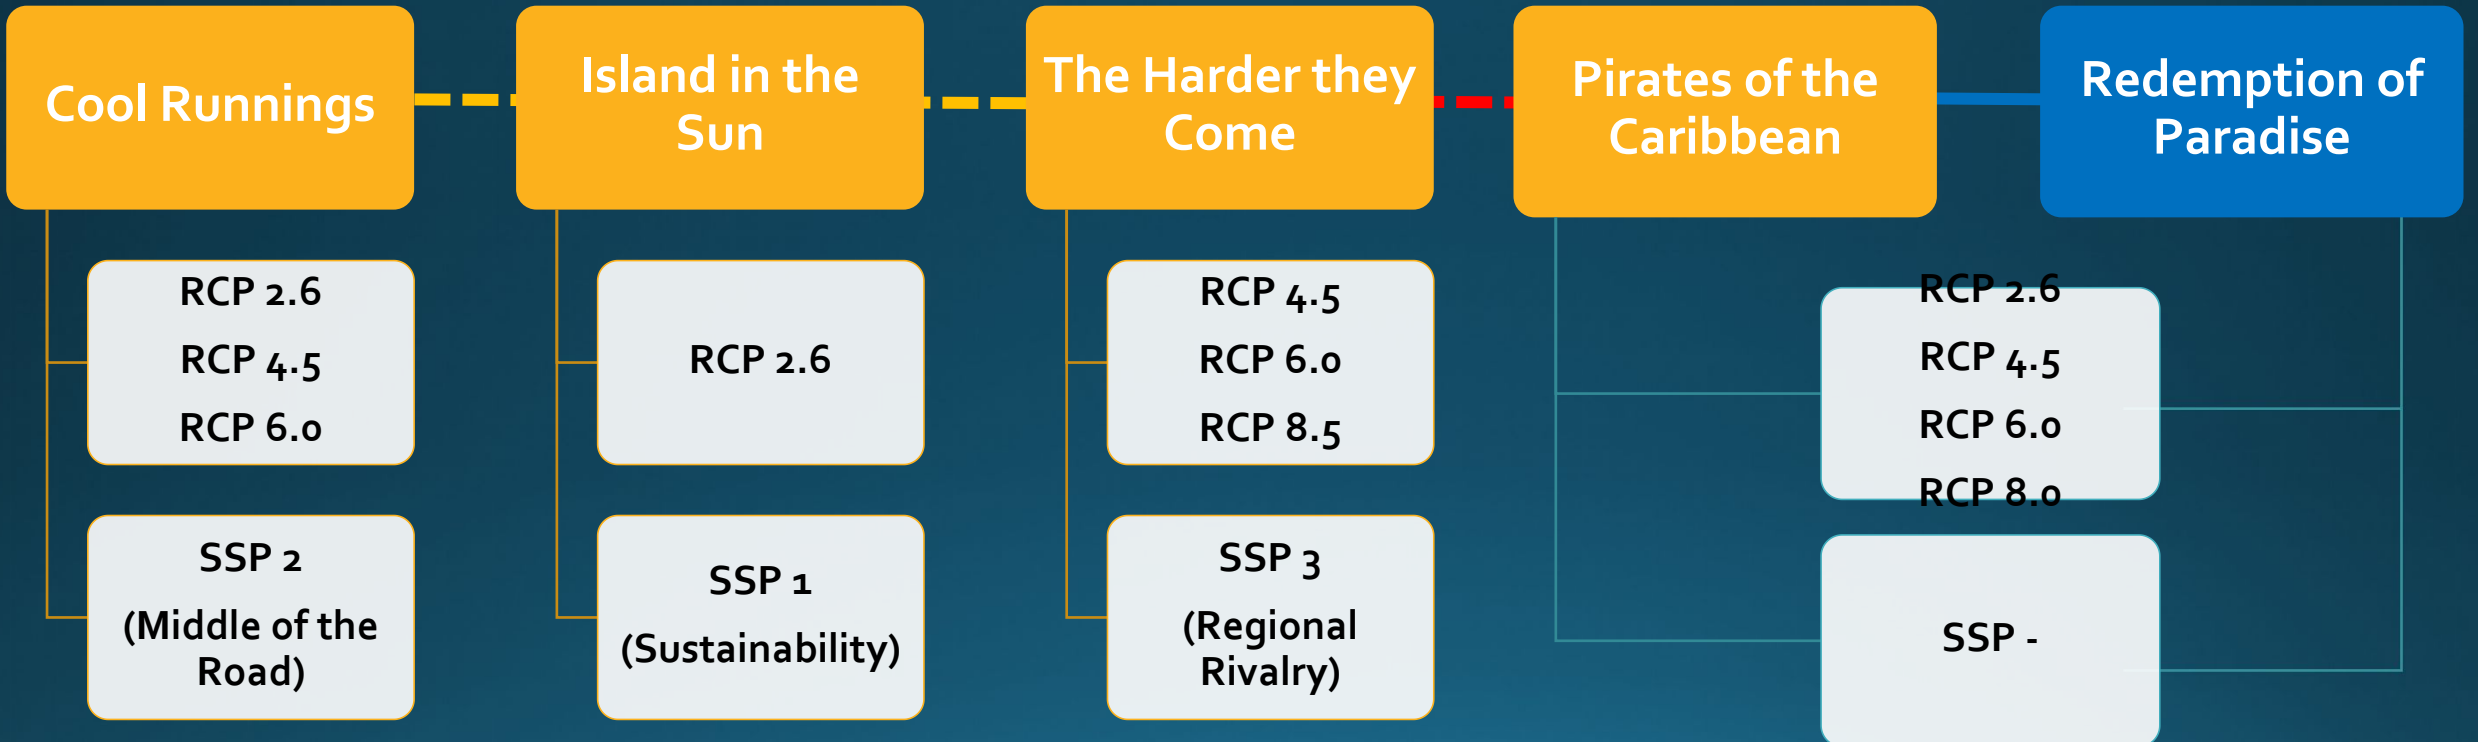 Cool Runnings
Island in the
Sun
The Harder they
Come
Pirates of the
Caribbean
Redemption of
Paradise
RCP 2.6
RCP 4.5
RCP 6.0
SSP 2
(Middle of the
Road)
RCP 2.6
SSP 1
(Sustainability)
RCP 4.5
RCP 6.0
RCP 8.5
SSP 3
(Regional
Rivalry)
RCP 2.6
RCP 4.5
RCP 6.0
RCP 8.0
SSP -